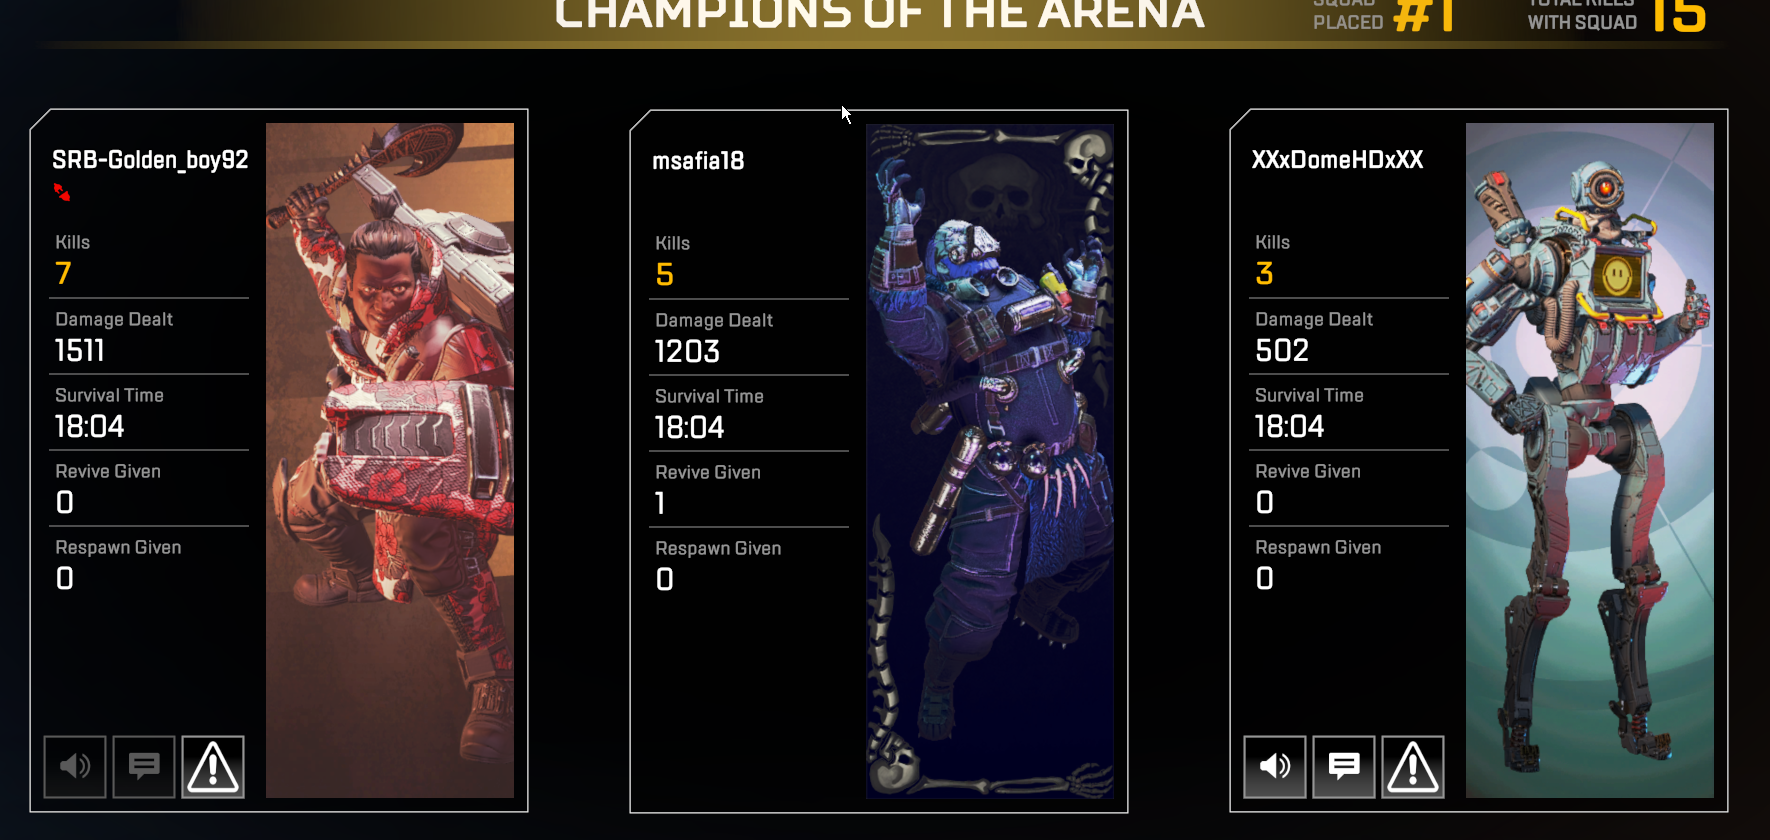 CHAMPIONS OF THE ARENA
SQUAD
PLACED #1
TOTAL KILLS
WITH SQUAD 15
SRB-Golden_boy92
Kills
7
Damage Dealt
1511
Survival Time
18:04
Revive Given
0
Respawn Given
0
msafia18
Kills
5
Damage Dealt
1203
Survival Time
18:04
Revive Given
1
Respawn Given
0
XXxDomeHDxXX
Kills
3
Damage Dealt
502
Survival Time
18:04
Revive Given
0
Respawn Given
0